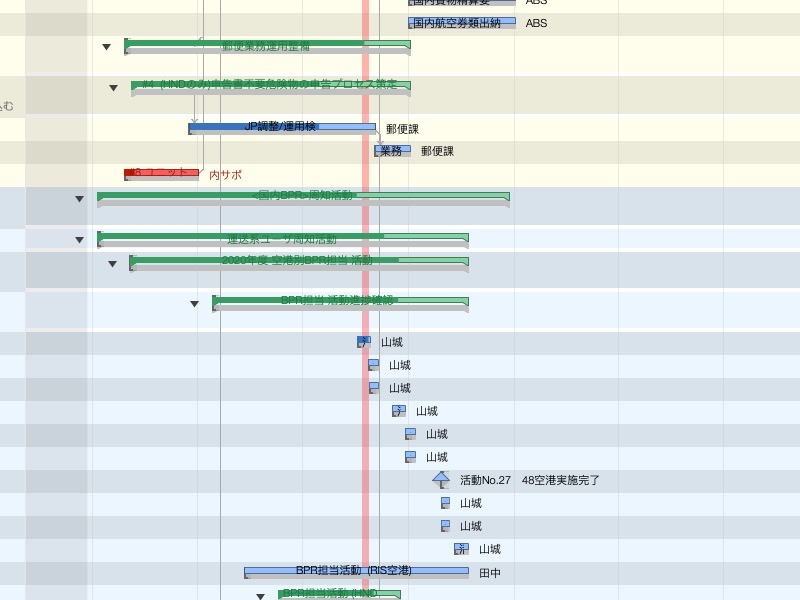 ABS
国内航空券類出納 ABS
郵便業務運用整備
#4 (HNDのみ)申告書不要危険物の申告プロセス策定
込む
JP調整/運用検 郵便課
業務 郵便課
#8 ユニット 内サポ
<国内BPR>周知活動
運送系ユーザ周知活動
2020年度 空港別BPR担当 活動
BPR担当 活動進捗確認
山城
山城
山城
山城
山城
山城
活動No.27 48空港実施完了
山城
山城
山城
BPR担当活動 (RIS空港) 田中
BPR担当活動 (HND